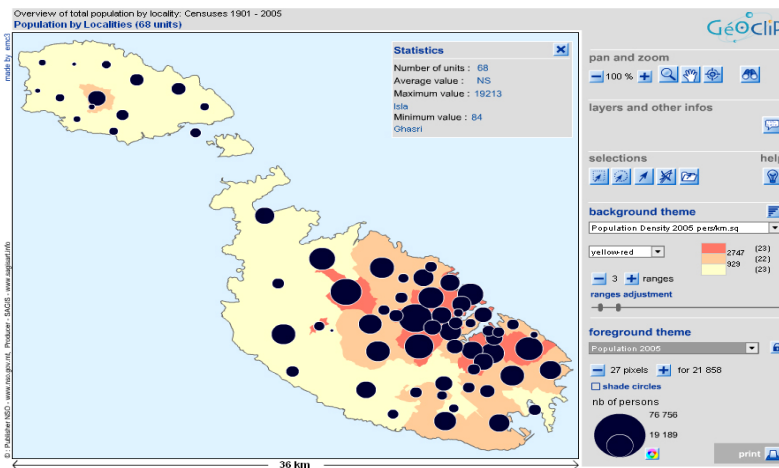 Overview of total population by locality: Censuses 1901 - 2005
Population by Localities (68 units)
made by emc3
Statistics
Number of units : 68
Average value : NS
Maximum value : 19213
Isla
Minimum value : 84
Ghasri
D : Publisher NSO - www.nso.gov.mt, Producer - SAGIS -
36 km
GéOClip
pan and zoom
100 %
layers and other infos
selections
help
background theme
Population Density 2005 pers/km.sq
yellow-red
2747
929
(23)
(22)
(23)
3 ranges
ranges adjustment
foreground theme
Population 2005
27 pixels for 21 858
shade circles
nb of persons
76 756
19 189
print